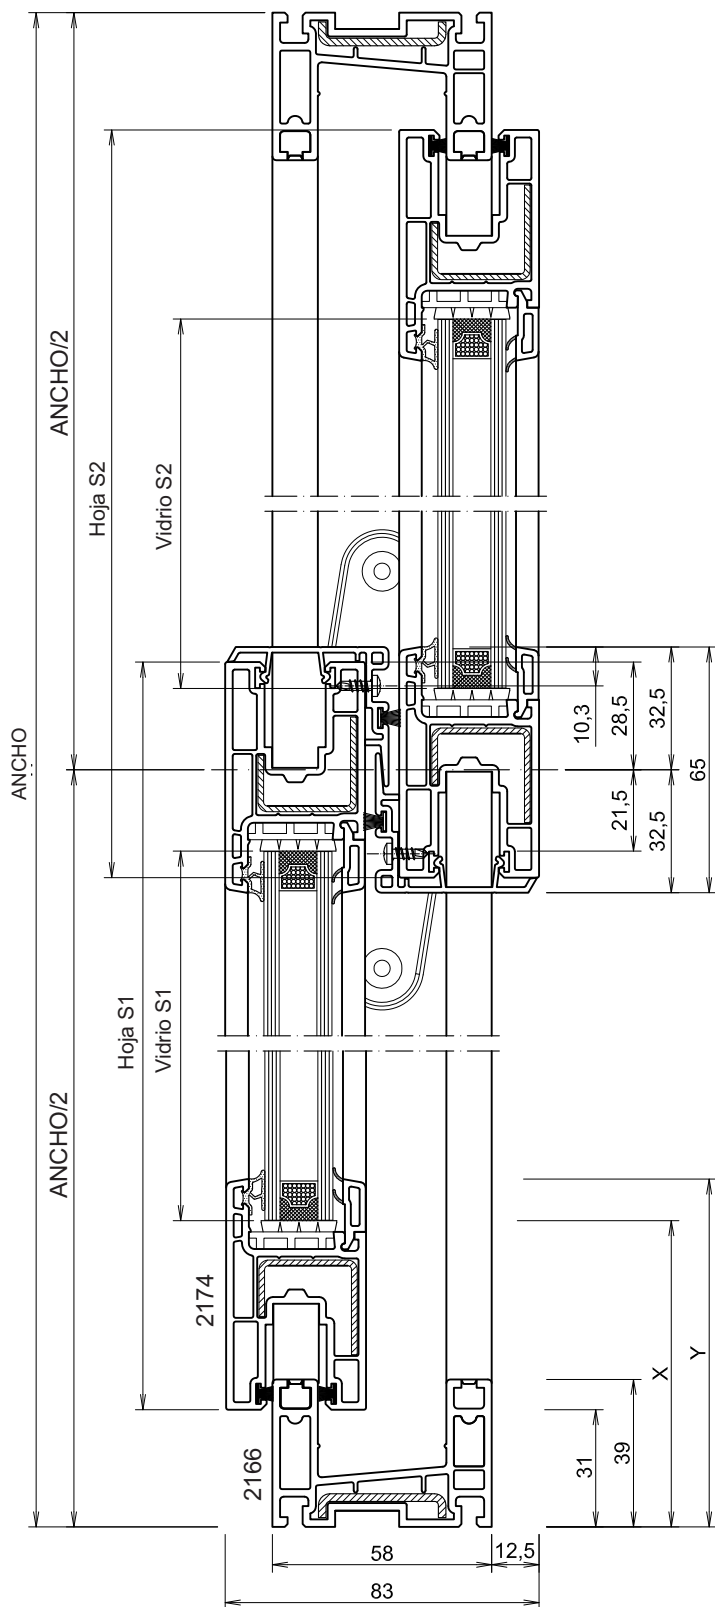 ANCHO/2
Hoja S2
Vidrio S2
ANCHO
10,3
28,5
32,5
65
21,5
32,5
Hoja S1
Vidrio S1
ANCHO/2
2174
X
Y
2166
31
39
58
12,5
83